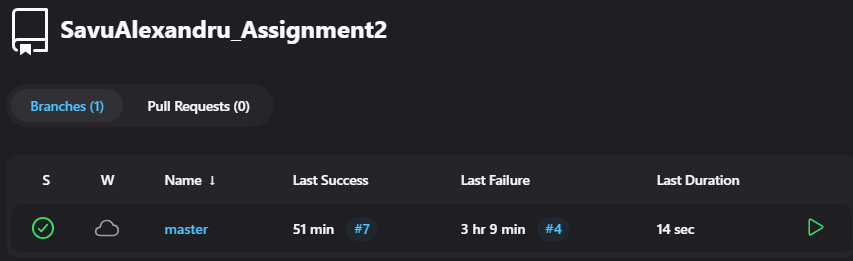 SavuAlexandru_Assignment2
Branches (1) Pull Requests (0)
S W Name ↓ Last Success Last Failure Last Duration
master 51 min #7 3 hr 9 min #4 14 sec